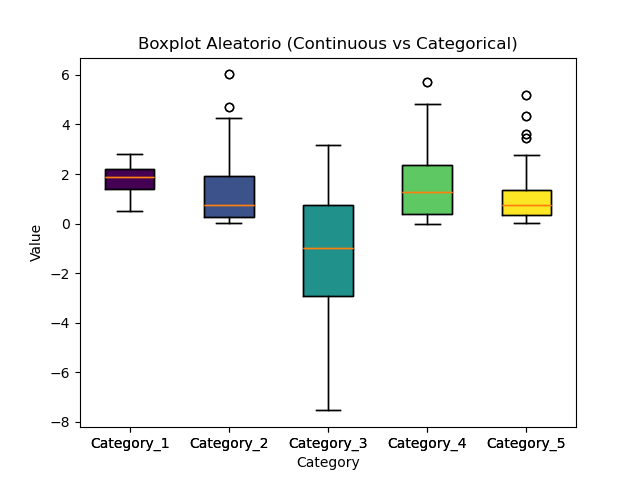 Boxplot Aleatorio (Continuous vs Categorical)
6
4
2
0
−2
−4
−6
−8
Value
Category_1 Category_2 Category_3 Category_4 Category_5
Category